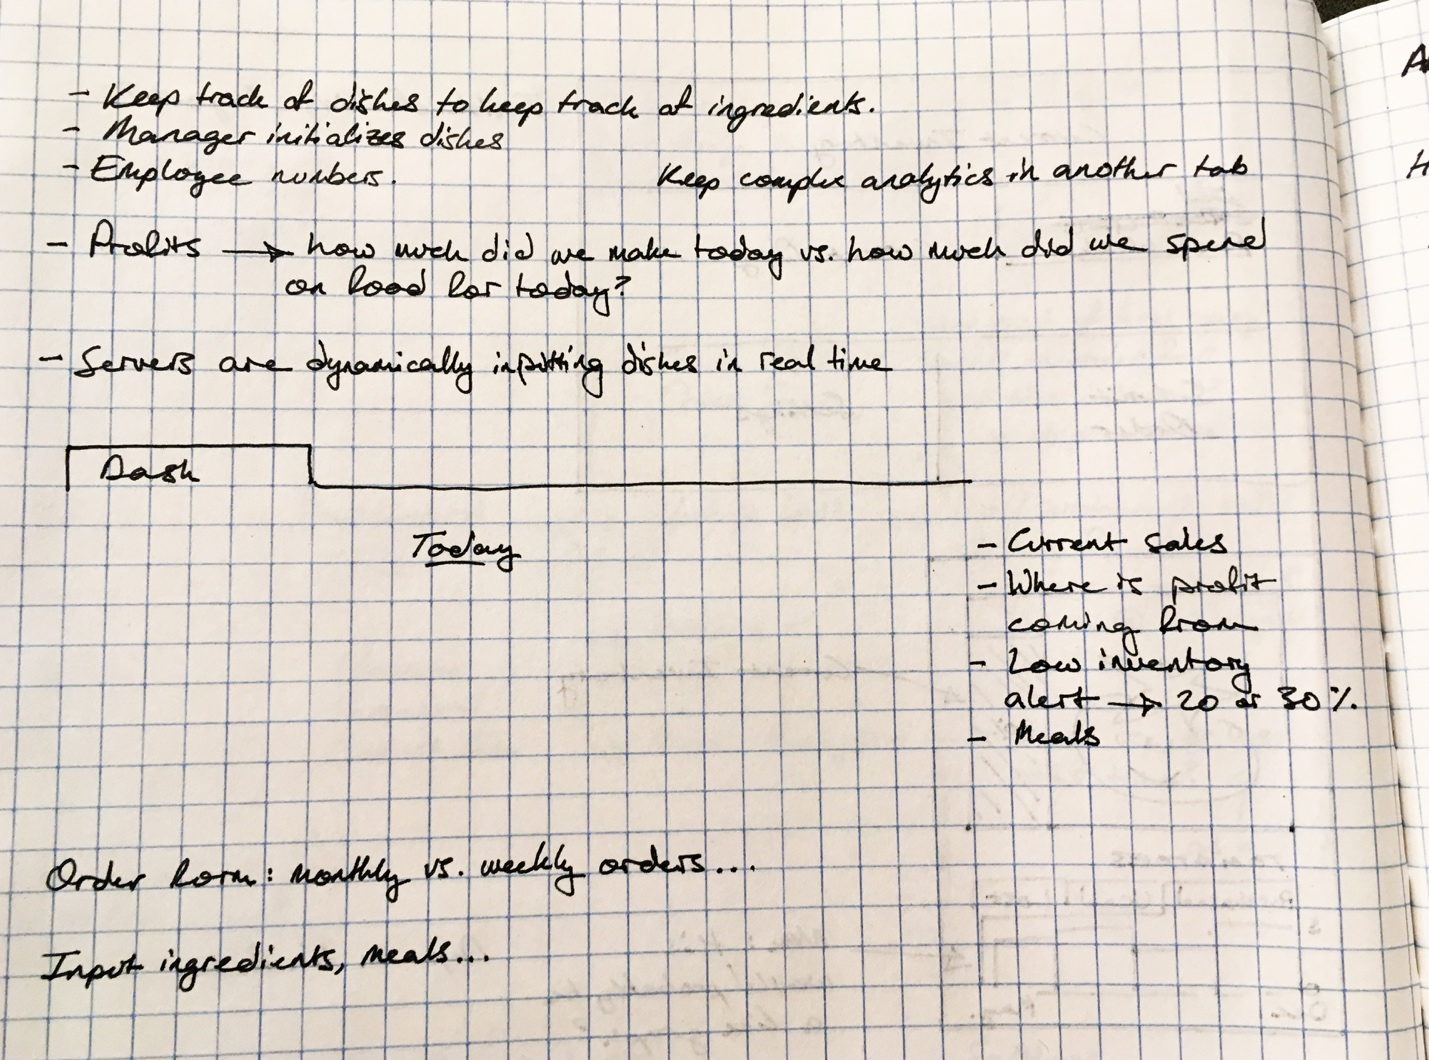 - Keep track of dishes to keep track of ingredients.
- Manager initializes dishes
- Employee numbers.
Keep complex analytics in another tab
- Profits → how much did we make today vs. how much did we spend
on food for today?
- Servers are dynamically inputting dishes in real time
Dash
Today
- Current sales
- Where is profit
coming from
- Low inventory
alert → 20 or 30%.
- Meals
Order form: monthly vs. weekly orders...
Input ingredients, meals...